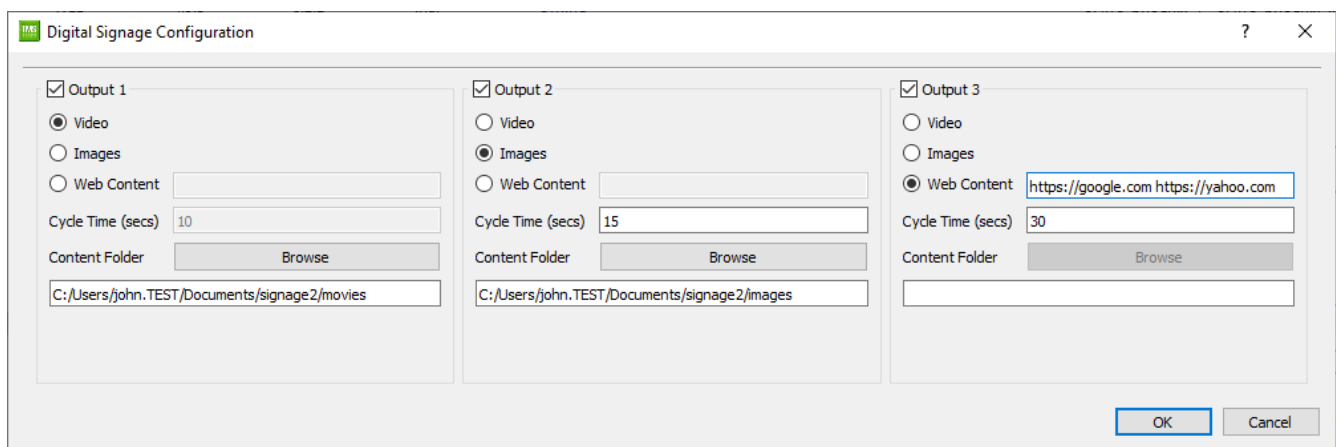 IMS
Digital Signage Configuration ?
Output 1
Video
Images
Web Content
Cycle Time (secs) 10
Content Folder Browse
C:/Users/john.TEST/Documents/signage2/movies
Output 2
Video
Images
Web Content
Cycle Time (secs) 15
Content Folder Browse
C:/Users/john.TEST/Documents/signage2/images
Output 3
Video
Images
Web Content https://google.com https://yahoo.com
Cycle Time (secs) 30
Content Folder Browse
OK Cancel